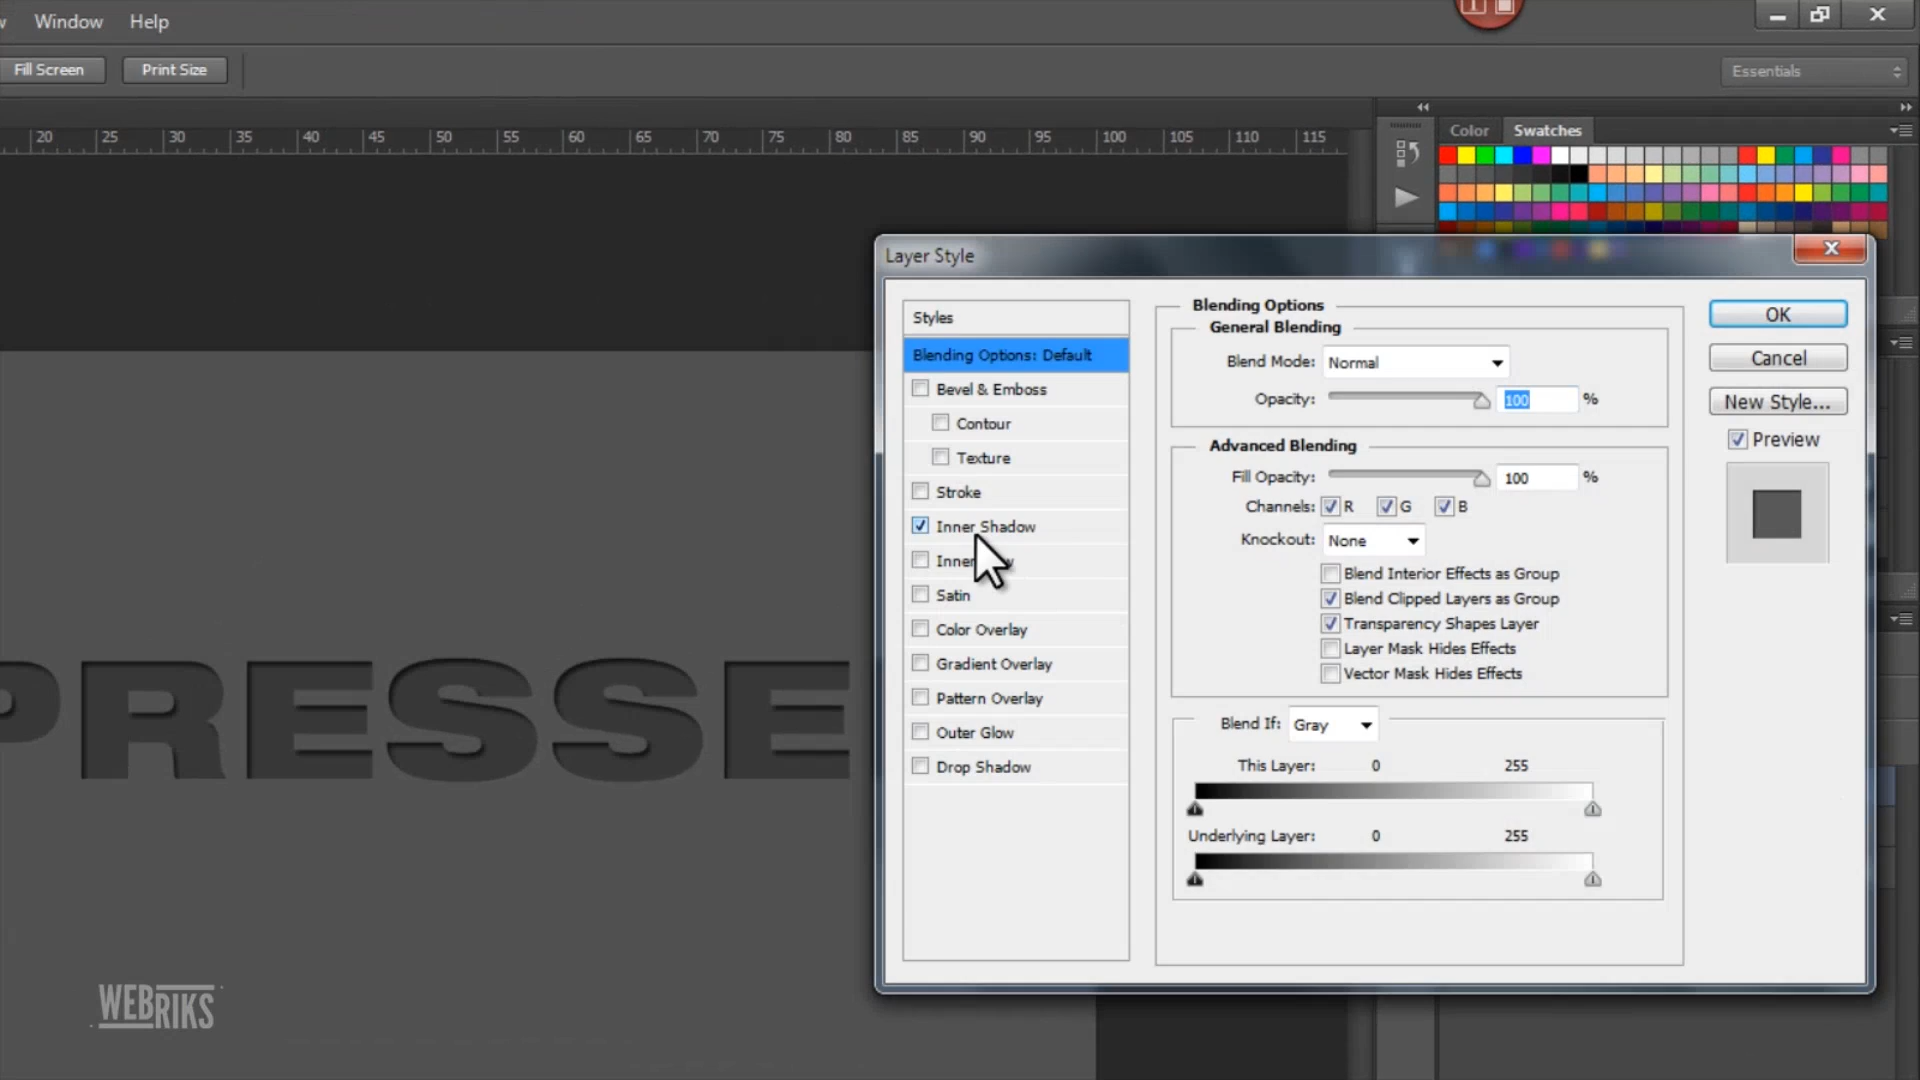 Window Help
Fill Screen Print Size
Essentials
20 25 30 35 40 45 50 55 60 65 70 75 80 85 90 95 100 105 110 115
Color Swatches
Layer Style
Styles
Blending Options: Default
Bevel & Emboss
Contour
Texture
Stroke
Inner Shadow
Inner
Satin
Color Overlay
Gradient Overlay
Pattern Overlay
Outer Glow
Drop Shadow
Blending Options
General Blending
Blend Mode: Normal
Opacity: 100 %
Advanced Blending
Fill Opacity: 100 %
Channels: R G B
Knockout: None
Blend Interior Effects as Group
Blend Clipped Layers as Group
Transparency Shapes Layer
Layer Mask Hides Effects
Vector Mask Hides Effects
Blend If: Gray
This Layer: 0 255
Underlying Layer: 0 255
OK
Cancel
New Style...
Preview
PRESSE
WEBRIKS